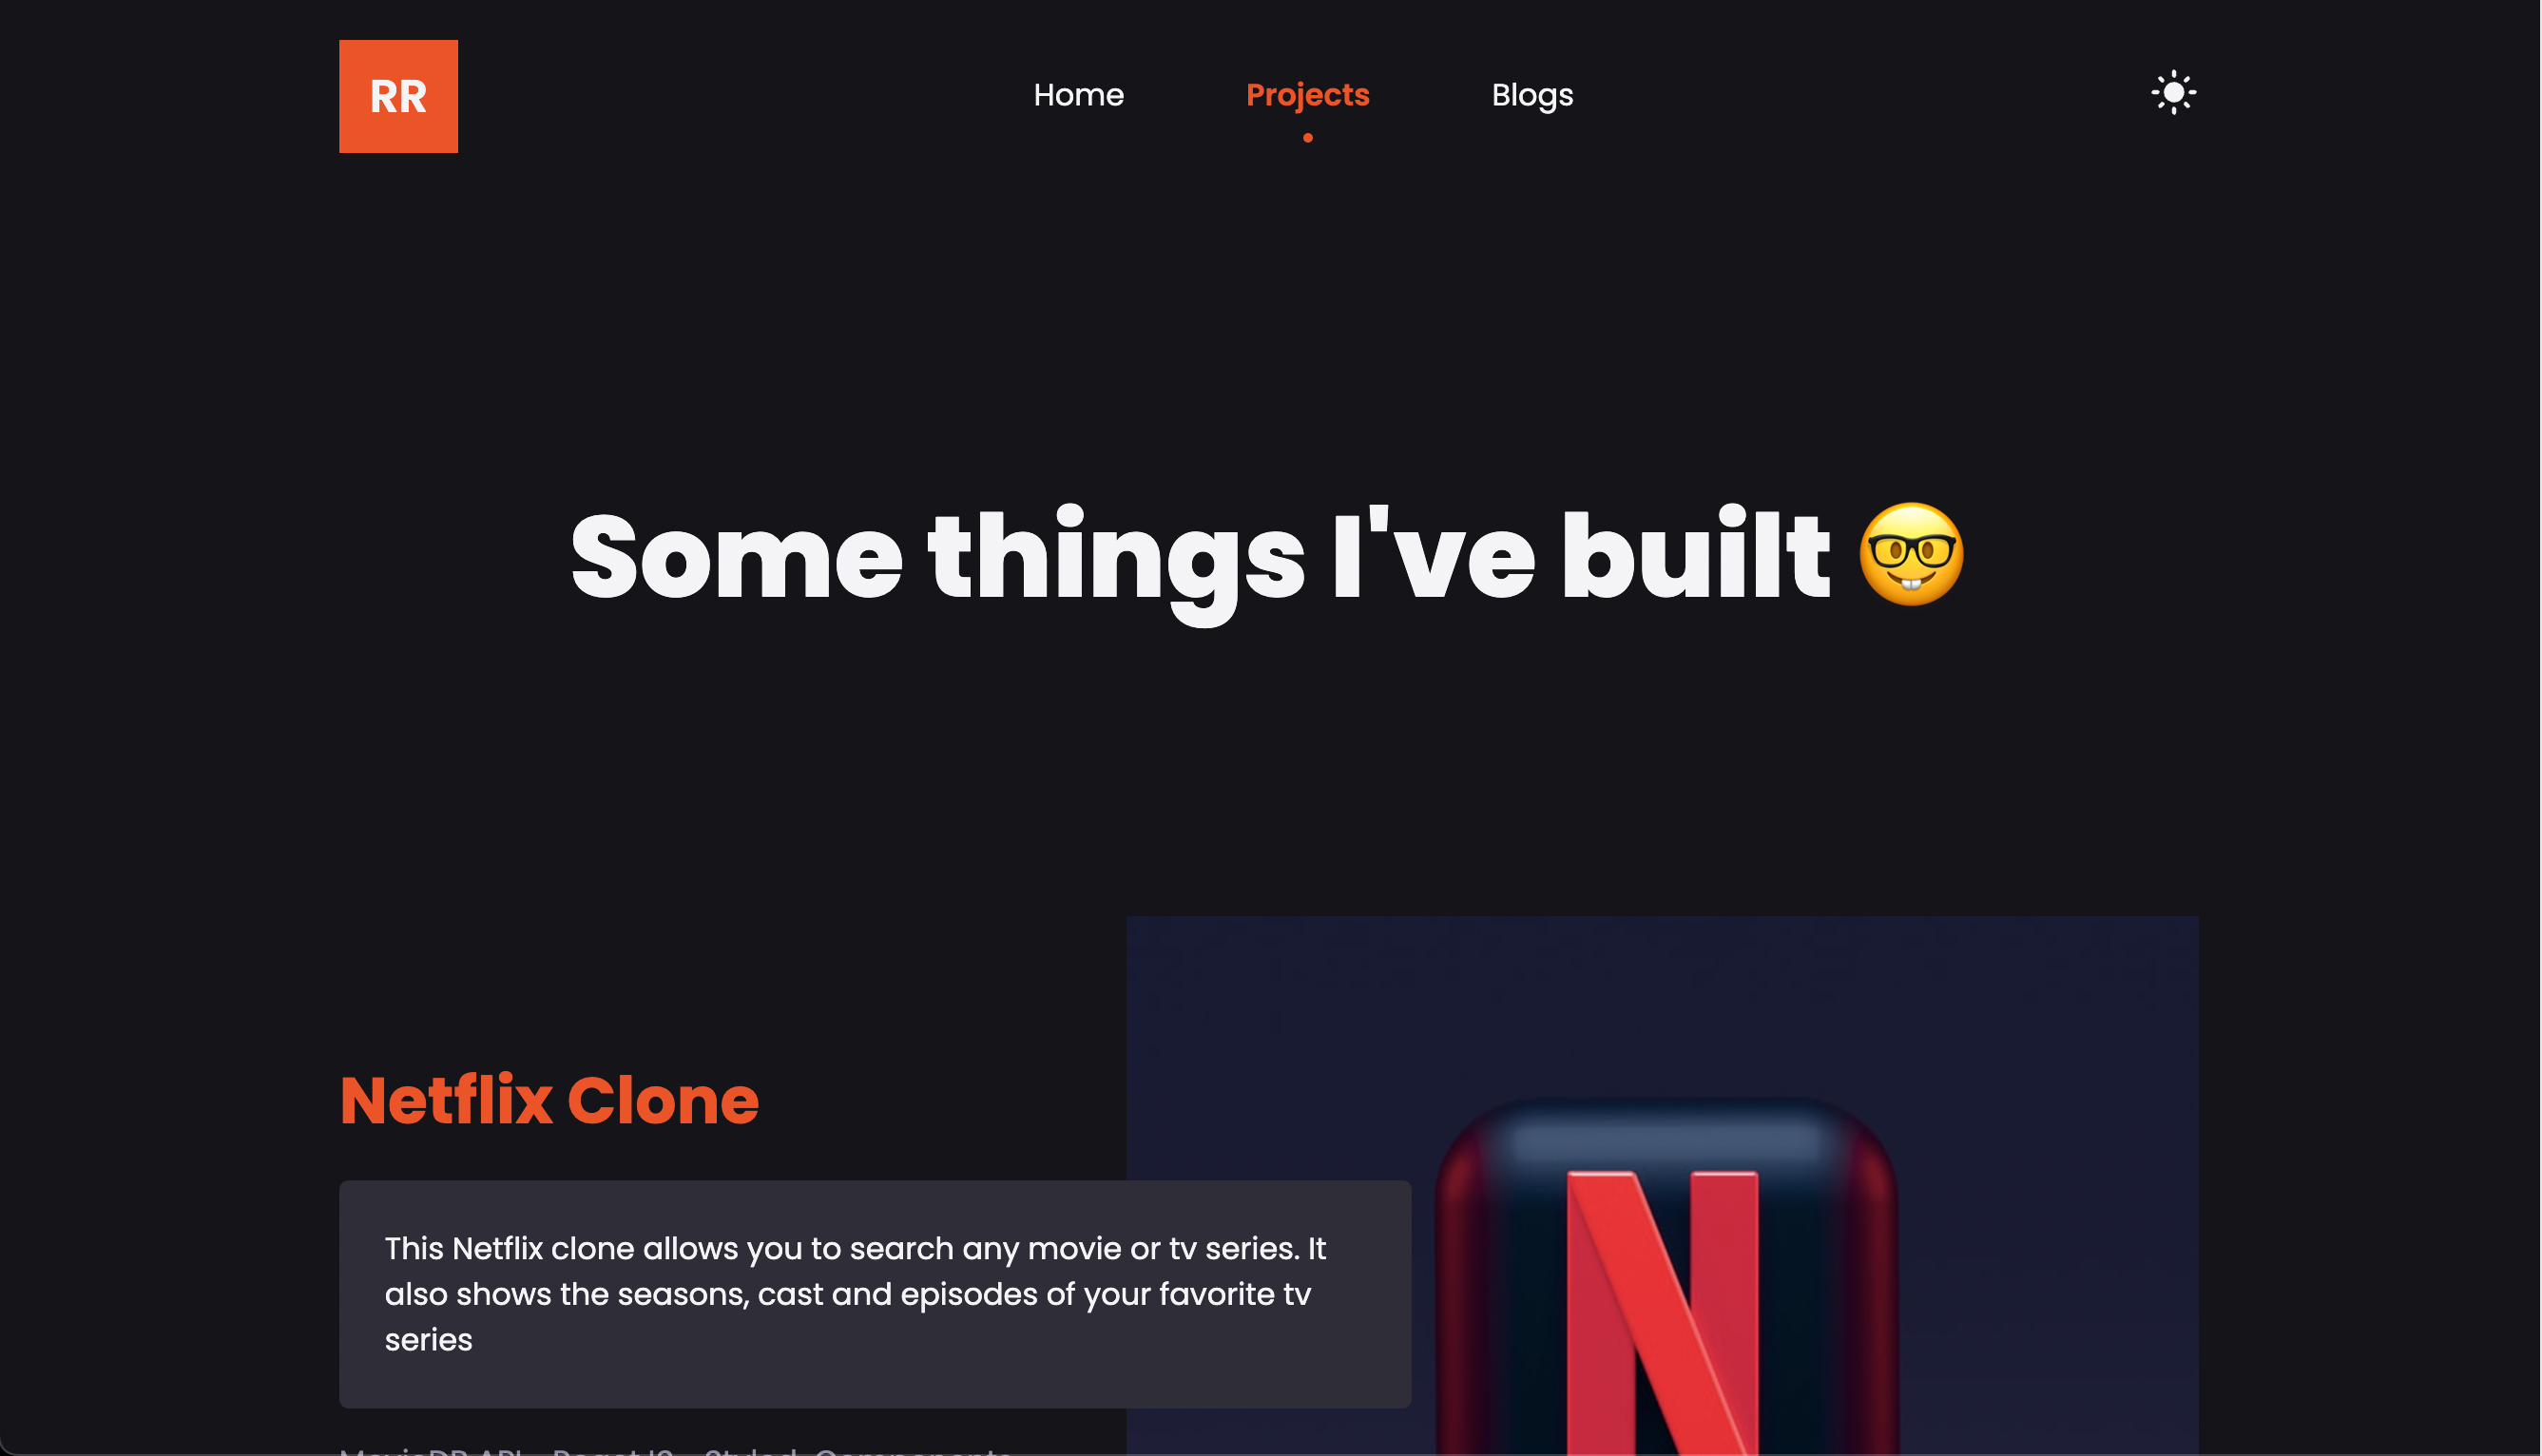 RR
Home Projects Blogs
Some things I've built 🤓
Netflix Clone
This Netflix clone allows you to search any movie or tv series. It
also shows the seasons, cast and episodes of your favorite tv
series
N